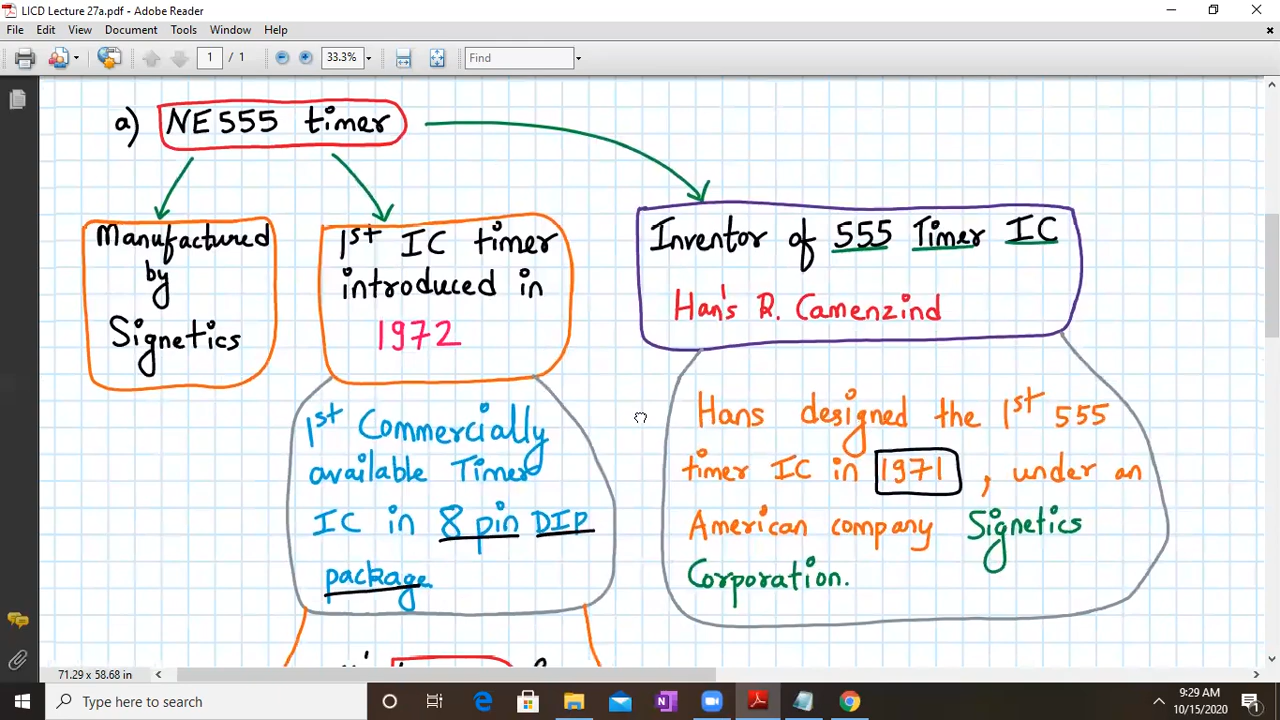 LICD Lecture 27a.pdf - Adobe Reader
File Edit View Document Tools Window Help
1 / 1 33.3% Find
a) NE555 timer
Manufactured
by
Signetics
1st IC timer
introduced in
1972
Inventor of 555 Timer IC
Han's R. Camenzind
1st Commercially
available Timer
IC in 8 pin DIP
package
Hans designed the 1st 555
timer IC in 1971, under an
American company Signetics
Corporation.
71.29 x 58.68 in
Type here to search
9:29 AM
10/15/2020